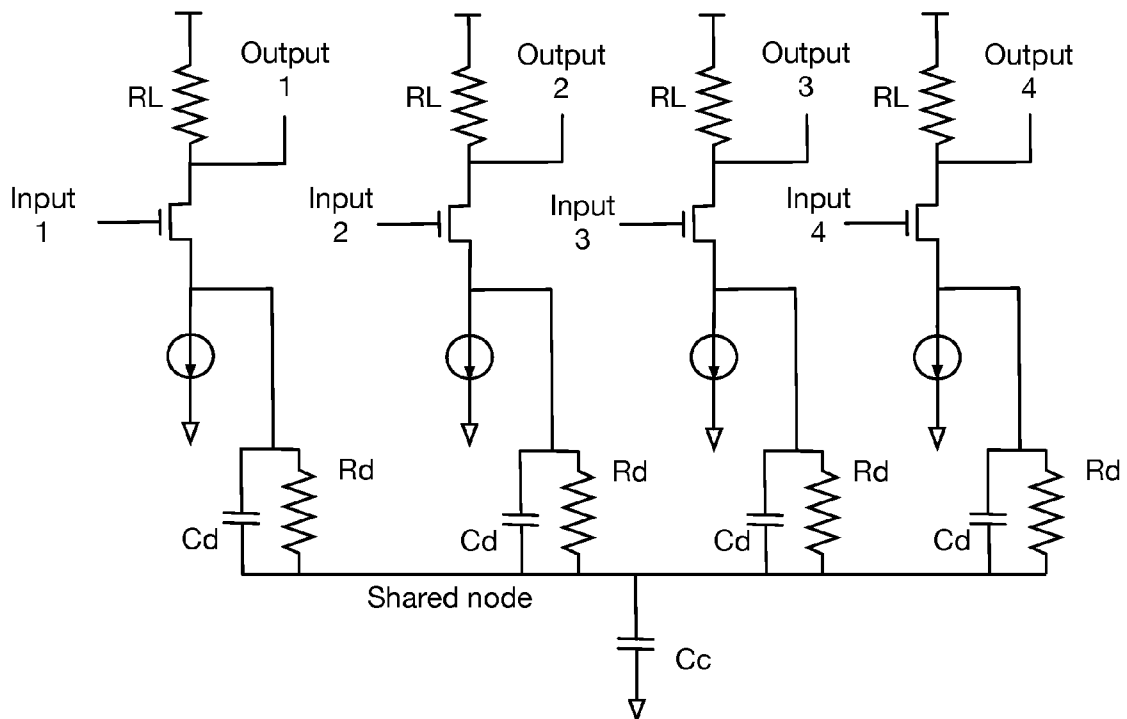 Output
1
RL
Output
2
RL
Output
3
RL
Output
4
RL
Input
1
Input
2
Input
3
Input
4
Rd
Cd
Rd
Cd
Rd
Cd
Rd
Cd
Shared node
Cc